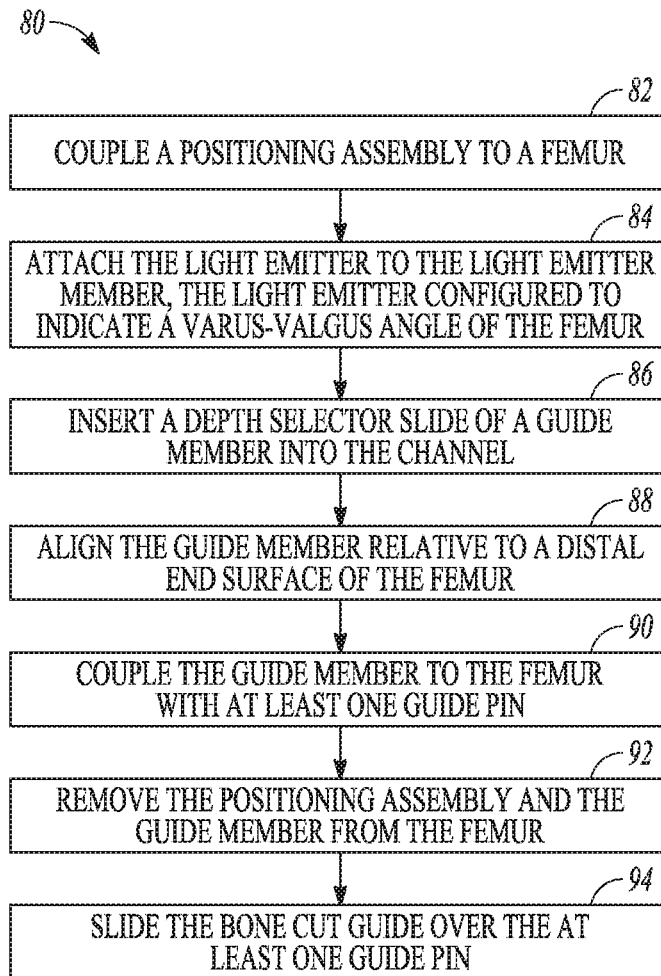 80
82
COUPLE A POSITIONING ASSEMBLY TO A FEMUR
84
ATTACH THE LIGHT EMITTER TO THE LIGHT EMITTER
MEMBER, THE LIGHT EMITTER CONFIGURED TO
INDICATE A VARUS-VALGUS ANGLE OF THE FEMUR
86
INSERT A DEPTH SELECTOR SLIDE OF A GUIDE
MEMBER INTO THE CHANNEL
88
ALIGN THE GUIDE MEMBER RELATIVE TO A DISTAL
END SURFACE OF THE FEMUR
90
COUPLE THE GUIDE MEMBER TO THE FEMUR
WITH AT LEAST ONE GUIDE PIN
92
REMOVE THE POSITIONING ASSEMBLY AND THE
GUIDE MEMBER FROM THE FEMUR
94
SLIDE THE BONE CUT GUIDE OVER THE AT
LEAST ONE GUIDE PIN